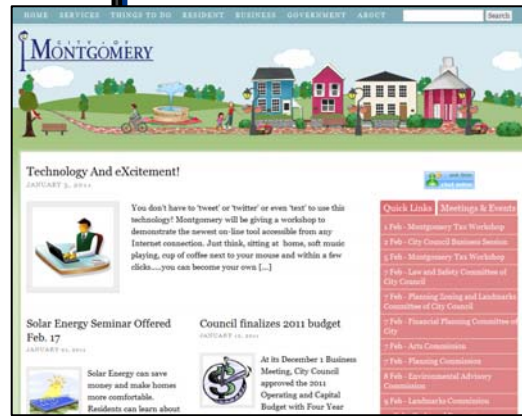 HOME SERVICES THINGS TO DO RESIDENT BUSINESS GOVERNMENT ABOUT Search
CITY OF
MONTGOMERY
Technology And eXcitement!
JANUARY 3, 2011
You don't have to 'tweet' or 'twitter' or even 'text' to use this
technology! Montgomery will be giving a workshop to
demonstrate the newest on-line tool accessible from any
Internet connection. Just think, sitting at home, soft music
playing, cup of coffee next to your mouse and within a few
clicks.....you can become your own [...]
Solar Energy Seminar Offered
Feb. 17
JANUARY 21, 2011
Solar Energy can save
money and make homes
more comfortable.
Residents can learn about
Council finalizes 2011 budget
JANUARY 12, 2011
At its December 1 Business
Meeting, City Council
approved the 2011
Operating and Capital
Budget with Four Year
Quick Links Meetings & Events
1 Feb - Montgomery Tax Workshop
2 Feb - City Council Business Session
5 Feb - Montgomery Tax Workshop
7 Feb - Law and Safety Committee of
City Council
7 Feb - Planning Zoning and Landmarks
Committee of City Council
7 Feb - Financial Planning Committee of
City
7 Feb - Arts Commission
7 Feb - Planning Commission
8 Feb - Environmental Advisory
Commission
9 Feb - Landmarks Commission